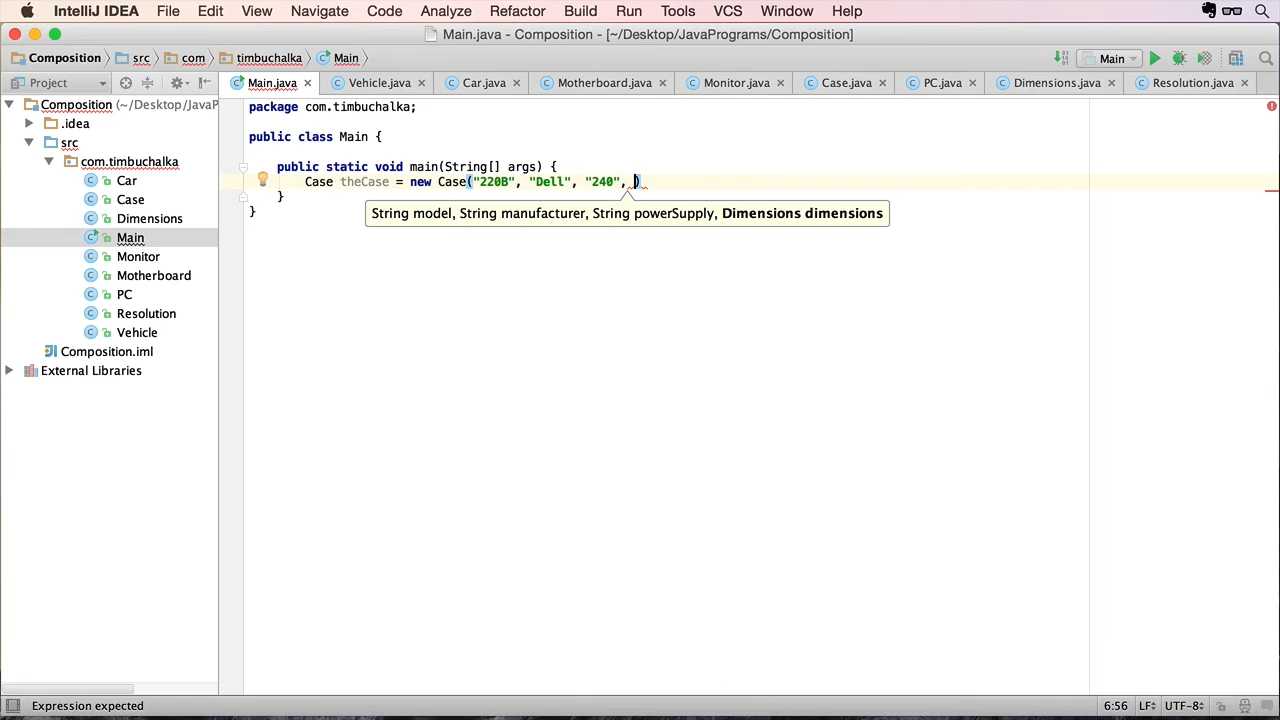 IntelliJ IDEA File Edit View Navigate Code Analyze Refactor Build Run Tools VCS Window Help
Main.java - Composition - [~/Desktop/JavaPrograms/Composition]
Composition src com timbuchalka Main Main
Project Main.java Vehicle.java Car.java Motherboard.java Monitor.java Case.java PC.java Dimensions.java Resolution.java
Composition (~/Desktop/JavaP
.idea
src
com.timbuchalka
Car
Case
Dimensions
Main
Monitor
Motherboard
PC
Resolution
Vehicle
Composition.iml
External Libraries
package com.timbuchalka;
public class Main {
public static void main(String[] args) {
Case theCase = new Case("220B", "Dell", "240", )
}
}
String model, String manufacturer, String powerSupply, Dimensions dimensions
Expression expected 6:56 LF UTF-8